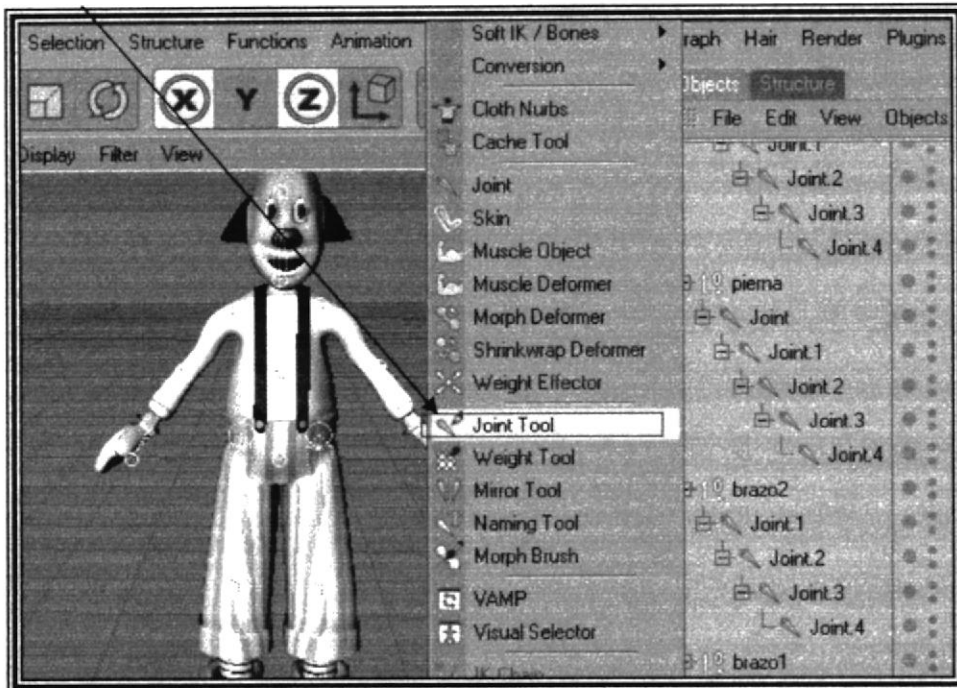 Selection Structure Functions Animation
X Y Z
Display Filter View
Soft IK / Bones
Conversion
Cloth Nurbs
Cache Tool
Joint
Skin
Muscle Object
Muscle Deformer
Morph Deformer
Shrinkwrap Deformer
Weight Effector
Joint Tool
Weight Tool
Mirror Tool
Naming Tool
Morph Brush
VAMP
Visual Selector
IK Chain
raph Hair Render Plugins
Objects Structure
File Edit View Objects
Joint.1
Joint.2
Joint.3
Joint.4
pierna
Joint
Joint.1
Joint.2
Joint.3
Joint.4
brazo2
Joint.1
Joint.2
Joint.3
Joint.4
brazo1